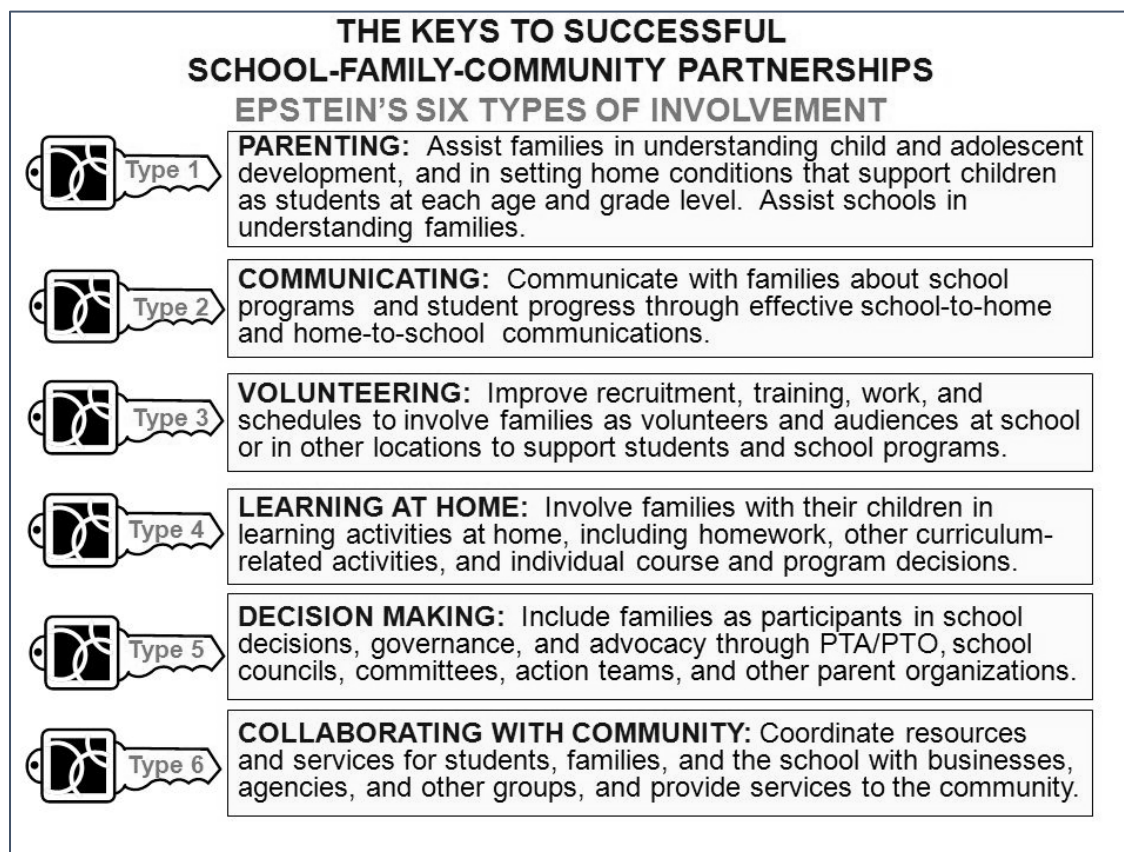 THE KEYS TO SUCCESSFUL
SCHOOL-FAMILY-COMMUNITY PARTNERSHIPS
EPSTEIN'S SIX TYPES OF INVOLVEMENT
Type 1
PARENTING: Assist families in understanding child and adolescent
development, and in setting home conditions that support children
as students at each age and grade level. Assist schools in
understanding families.
Type 2
COMMUNICATING: Communicate with families about school
programs and student progress through effective school-to-home
and home-to-school communications.
Type 3
VOLUNTEERING: Improve recruitment, training, work, and
schedules to involve families as volunteers and audiences at school
or in other locations to support students and school programs.
Type 4
LEARNING AT HOME: Involve families with their children in
learning activities at home, including homework, other curriculum-
related activities, and individual course and program decisions.
Type 5
DECISION MAKING: Include families as participants in school
decisions, governance, and advocacy through PTA/PTO, school
councils, committees, action teams, and other parent organizations.
Type 6
COLLABORATING WITH COMMUNITY: Coordinate resources
and services for students, families, and the school with businesses,
agencies, and other groups, and provide services to the community.